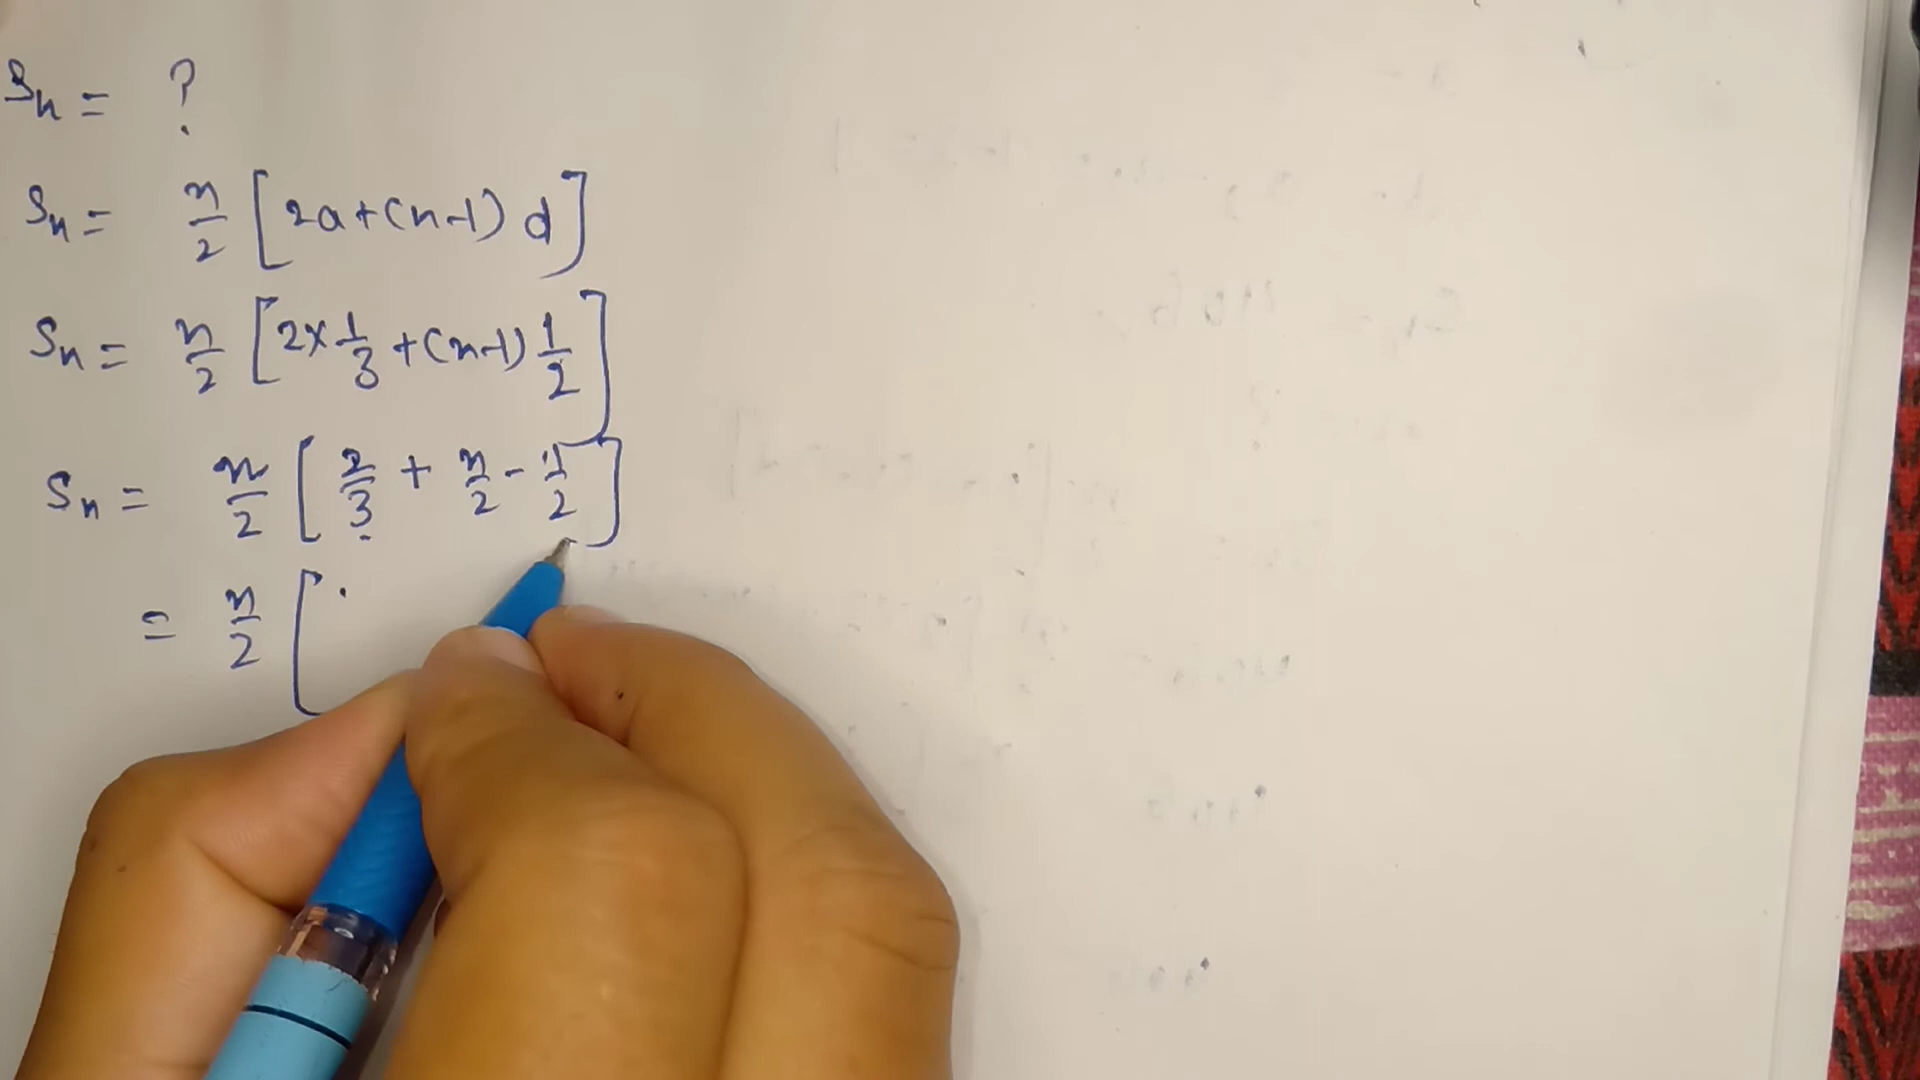 Sn = ?
Sn = n/2 [2a+(n-1) d]
Sn = n/2 [2×1/3+(n-1) 1/2]
Sn = n/2 [2/3 + n/2 - 1/2]
= n/2 [